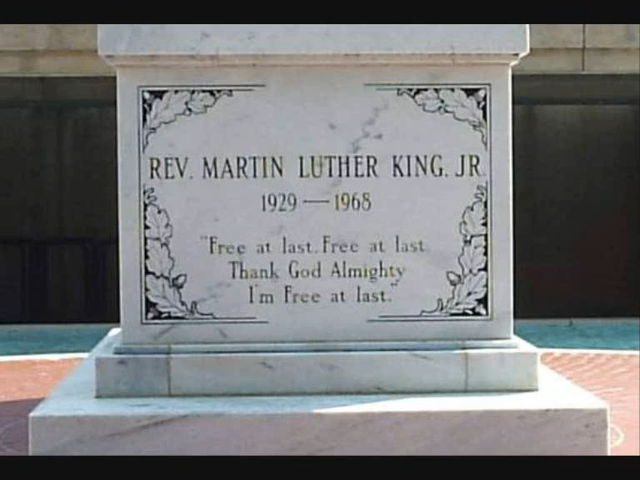 REV. MARTIN LUTHER KING, JR.
1929 — 1968
"Free at last. Free at last.
Thank God Almighty
I'm Free at last."